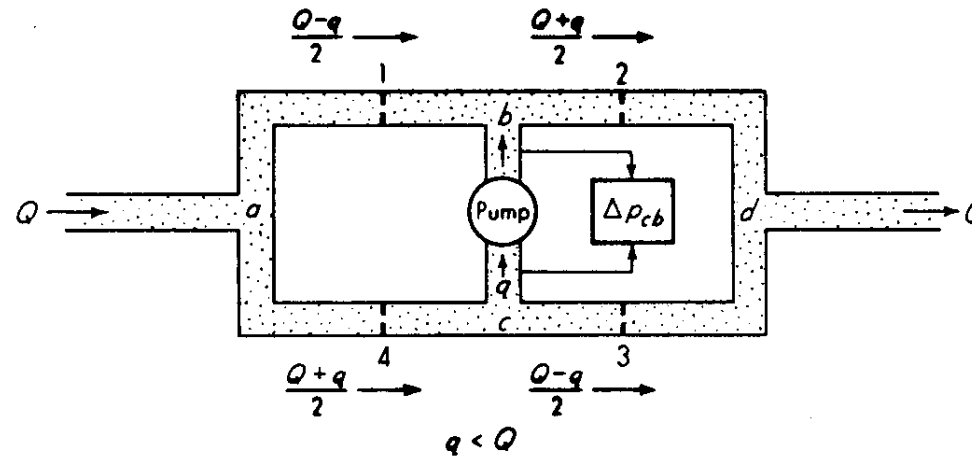 Q-q/2 → Q+q/2 →
1 2
b
Q → a Pump Δp_cb d → Q
q
c
4 3
Q+q/2 → Q-q/2 →
q < Q